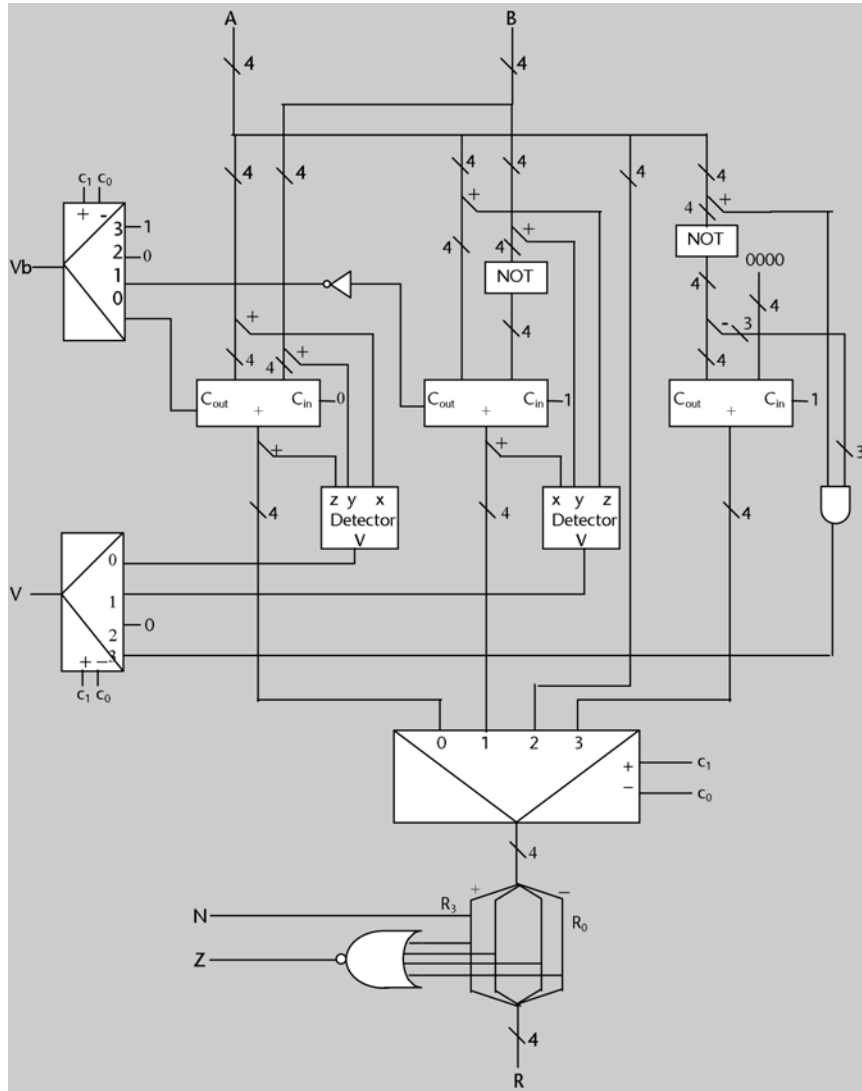 A B
4 4
c1 c0
+ -
3 1
2 0
1
0
Vb
4 4 4 4 4 4
+ + +
4 4 4
NOT NOT
0000
4 4 4 4
+ + - 3
4 4 4
Cout Cin 0
+
Cout Cin 1
+
Cout Cin 1
+
+ + 3
z y x
Detector
V
x y z
Detector
V
4 4 4
V
0
1
2 0
3
+ -
c1 c0
0 1 2 3
+ c1
- c0
4
+ -
R3 R0
N
Z
4
R